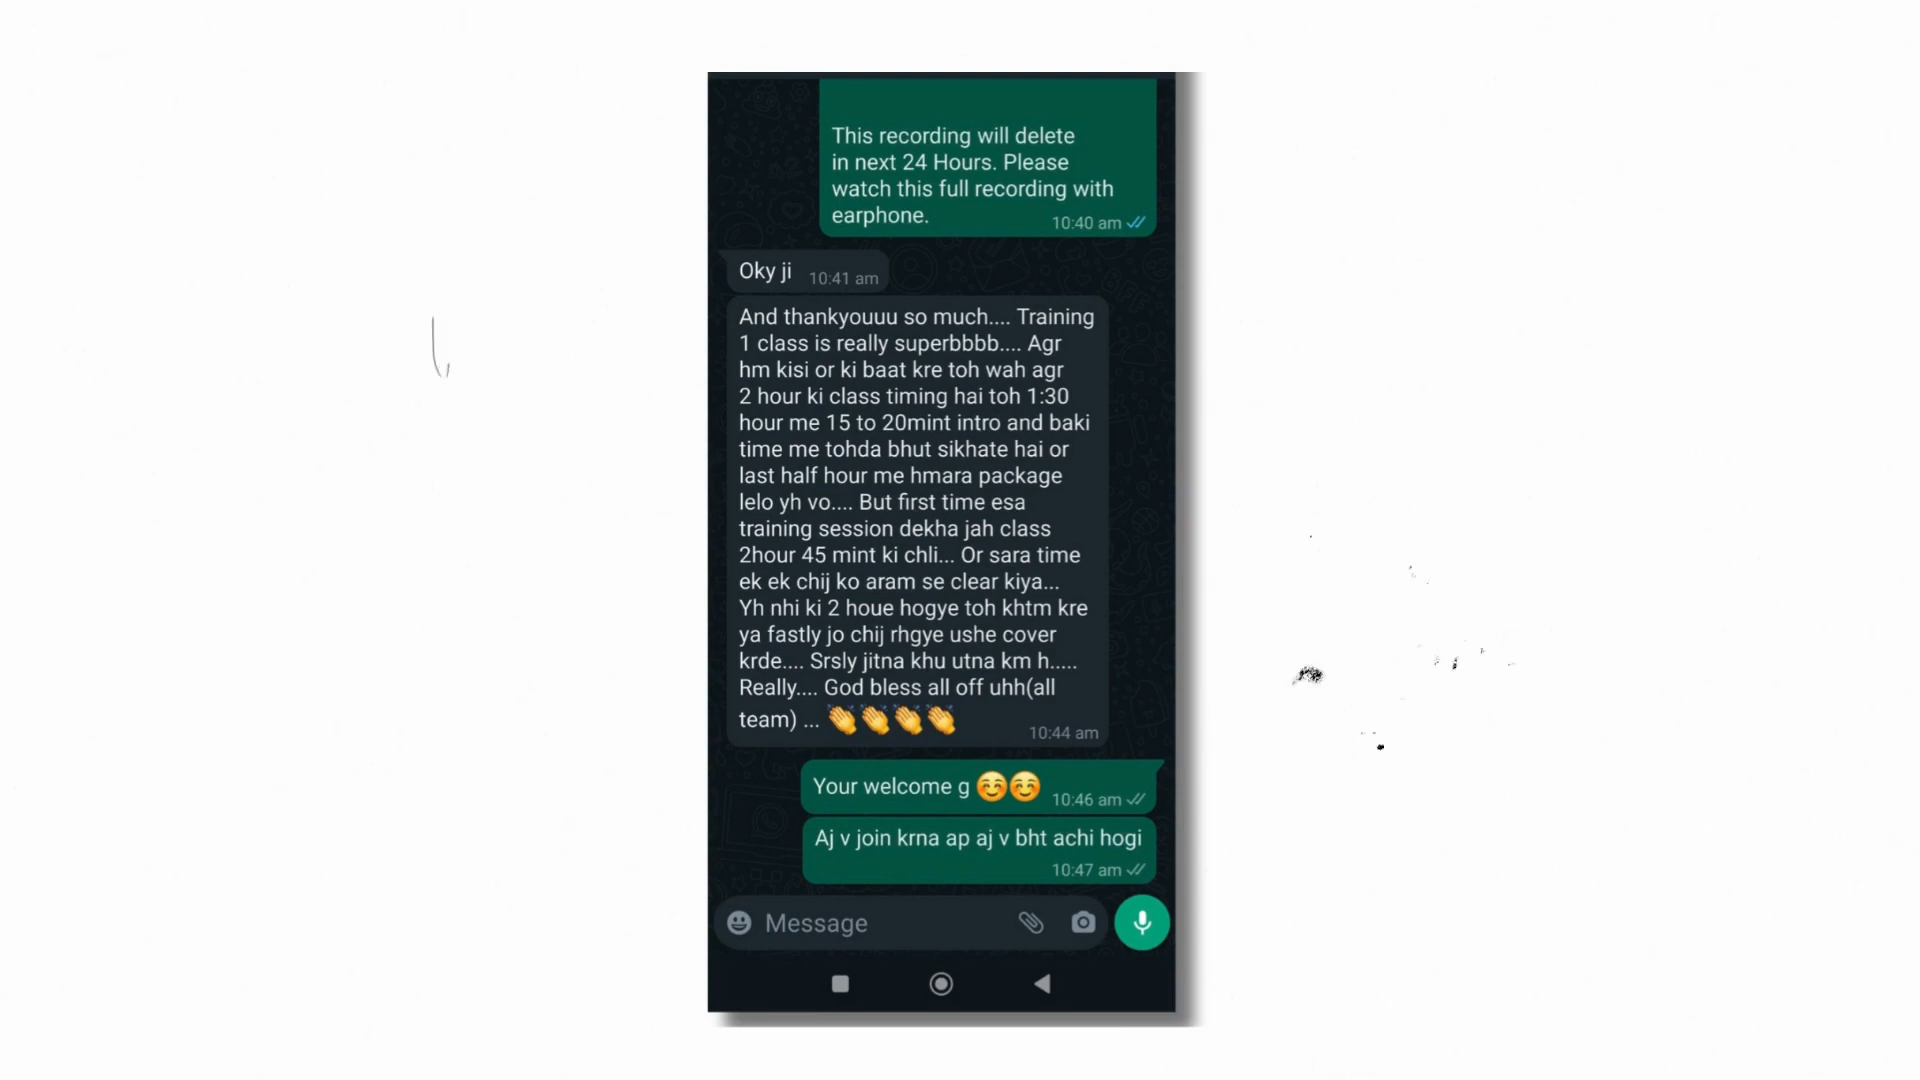 This recording will delete
in next 24 Hours. Please
watch this full recording with
earphone.
10:40 am
Oky ji
10:41 am
And thankyouuu so much.... Training
1 class is really superbbbb.... Agr
hm kisi or ki baat kre toh wah agr
2 hour ki class timing hai toh 1:30
hour me 15 to 20mint intro and baki
time me tohda bhut sikhate hai or
last half hour me hmara package
lelo yh vo.... But first time esa
training session dekha jah class
2hour 45 mint ki chli... Or sara time
ek ek chij ko aram se clear kiya...
Yh nhi ki 2 houe hogye toh khtm kre
ya fastly jo chij rhgye ushe cover
krde.... Srsly jitna khu utna km h.....
Really.... God bless all off uhh(all
team) ... 👏👏👏👏
10:44 am
Your welcome g ☺️☺️
10:46 am
Aj v join krna ap aj v bht achi hogi
10:47 am
Message